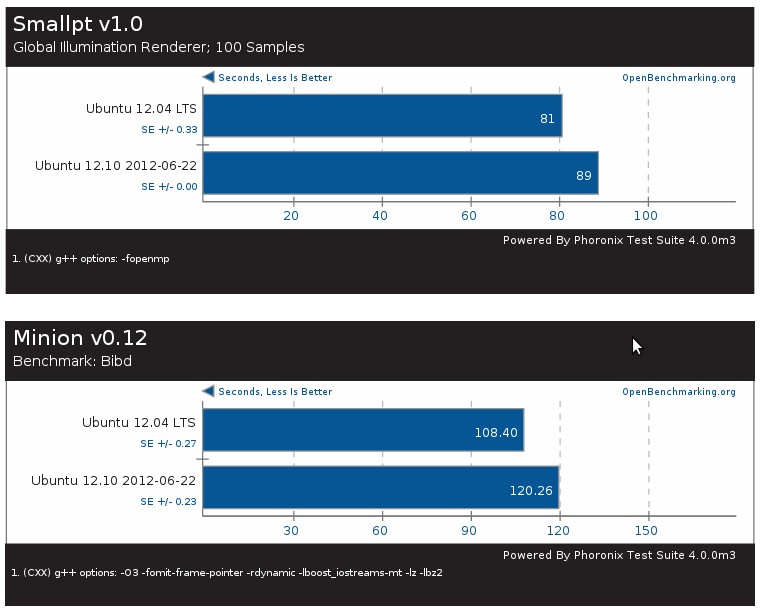 Smallpt v1.0
Global Illumination Renderer; 100 Samples
Seconds, Less Is Better OpenBenchmarking.org
Ubuntu 12.04 LTS
SE +/- 0.33
81
Ubuntu 12.10 2012-06-22
SE +/- 0.00
89
20 40 60 80 100
Powered By Phoronix Test Suite 4.0.0m3
1. (CXX) g++ options: -fopenmp
Minion v0.12
Benchmark: Bibd
Seconds, Less Is Better OpenBenchmarking.org
Ubuntu 12.04 LTS
SE +/- 0.27
108.40
Ubuntu 12.10 2012-06-22
SE +/- 0.23
120.26
30 60 90 120 150
Powered By Phoronix Test Suite 4.0.0m3
1. (CXX) g++ options: -O3 -fomit-frame-pointer -rdynamic -lboost_iostreams-mt -lz -lbz2